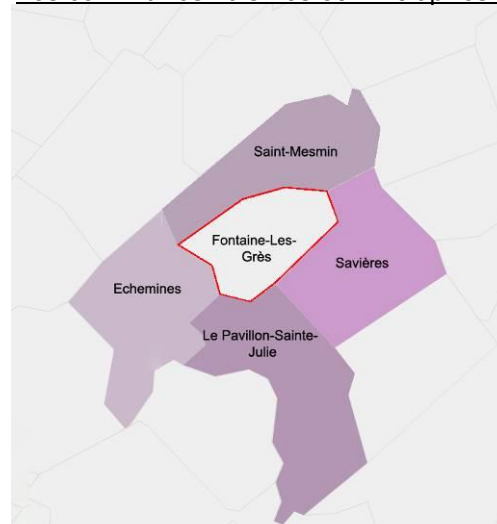 Saint-Mesmin
Fontaine-Les-
Grès
Savières
Echemines
Le Pavillon-Sainte-
Julie